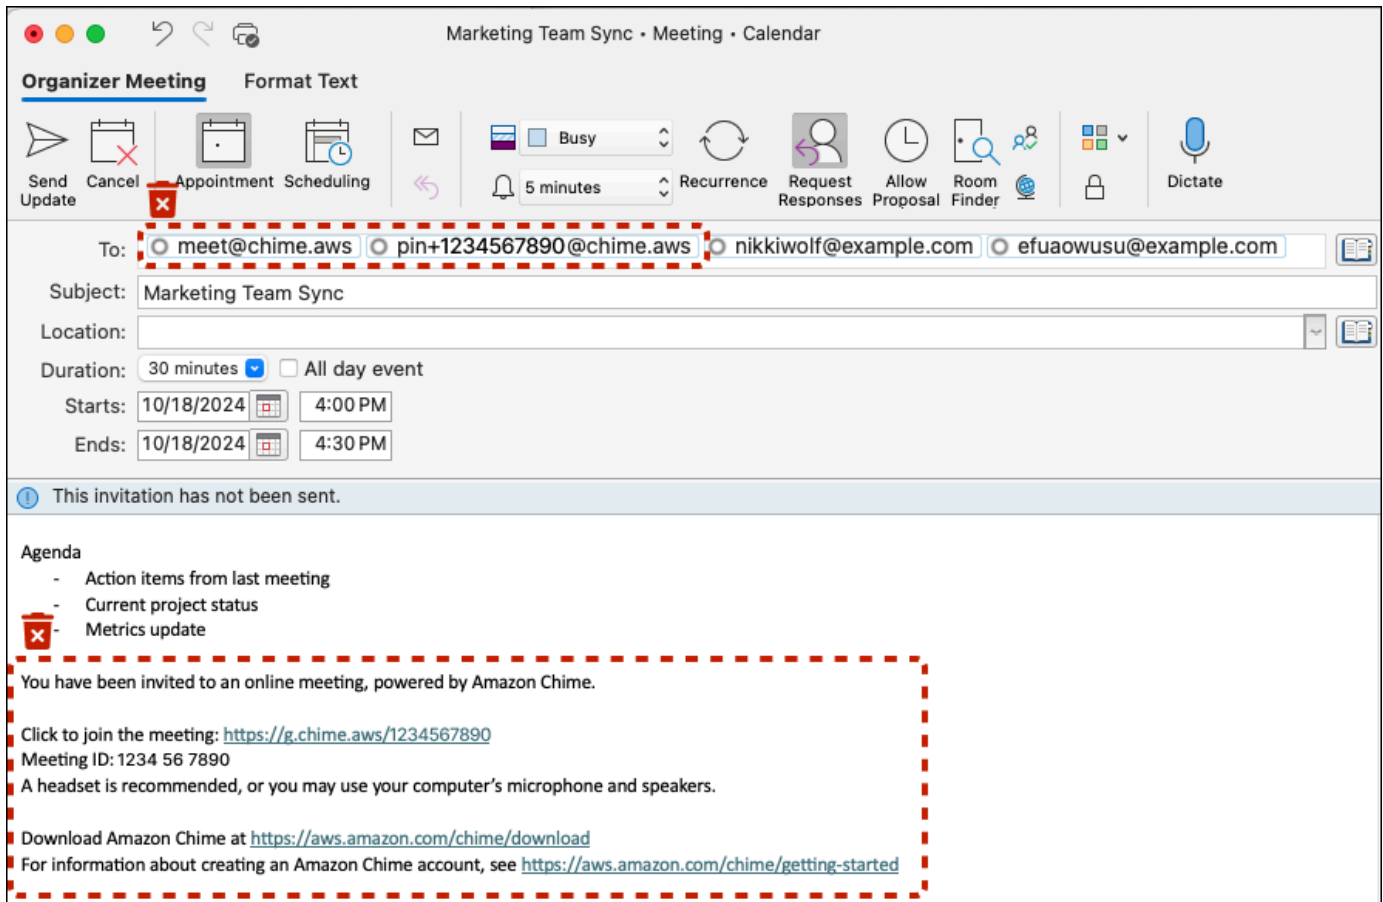 Marketing Team Sync • Meeting • Calendar
Organizer Meeting Format Text
Send Update Cancel Appointment Scheduling Busy 5 minutes Recurrence Request Responses Allow Proposal Room Finder Dictate
To: meet@chime.aws pin+1234567890@chime.aws nikkiwolf@example.com efuaowusu@example.com
Subject: Marketing Team Sync
Location:
Duration: 30 minutes All day event
Starts: 10/18/2024 4:00 PM
Ends: 10/18/2024 4:30 PM
This invitation has not been sent.
Agenda
- Action items from last meeting
- Current project status
- Metrics update
You have been invited to an online meeting, powered by Amazon Chime.
Click to join the meeting: https://g.chime.aws/1234567890
Meeting ID: 1234 56 7890
A headset is recommended, or you may use your computer’s microphone and speakers.
Download Amazon Chime at https://aws.amazon.com/chime/download
For information about creating an Amazon Chime account, see https://aws.amazon.com/chime/getting-started